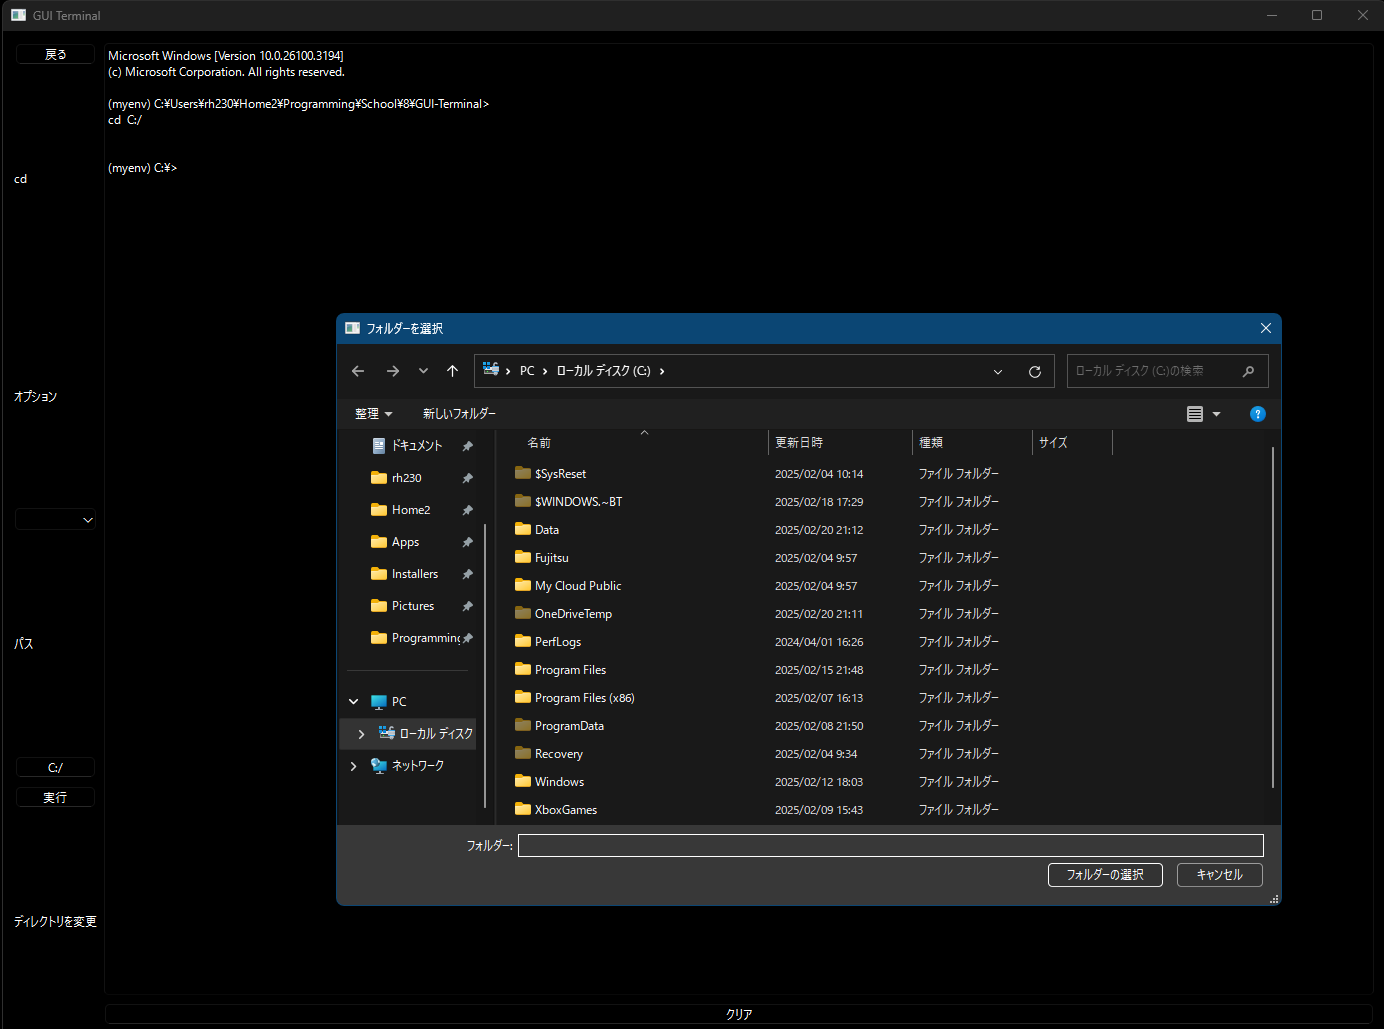 GUI Terminal
戻る
Microsoft Windows [Version 10.0.26100.3194]
(c) Microsoft Corporation. All rights reserved.
(myenv) C:¥Users¥rh230¥Home2¥Programming¥School¥8¥GUI-Terminal>
cd  C:/
(myenv) C:¥>
cd
オプション
パス
C:/
実行
ディレクトリを変更
クリア
フォルダーを選択
PC › ローカル ディスク (C:) ›
ローカル ディスク (C:)の検索
整理 新しいフォルダー
?
ドキュメント
rh230
Home2
Apps
Installers
Pictures
Programming
PC
ローカル ディスク
ネットワーク
名前 更新日時 種類 サイズ
$SysReset 2025/02/04 10:14 ファイル フォルダー
$WINDOWS.~BT 2025/02/18 17:29 ファイル フォルダー
Data 2025/02/20 21:12 ファイル フォルダー
Fujitsu 2025/02/04 9:57 ファイル フォルダー
My Cloud Public 2025/02/04 9:57 ファイル フォルダー
OneDriveTemp 2025/02/20 21:11 ファイル フォルダー
PerfLogs 2024/04/01 16:26 ファイル フォルダー
Program Files 2025/02/15 21:48 ファイル フォルダー
Program Files (x86) 2025/02/07 16:13 ファイル フォルダー
ProgramData 2025/02/08 21:50 ファイル フォルダー
Recovery 2025/02/04 9:34 ファイル フォルダー
Windows 2025/02/12 18:03 ファイル フォルダー
XboxGames 2025/02/09 15:43 ファイル フォルダー
フォルダー:
フォルダーの選択 キャンセル